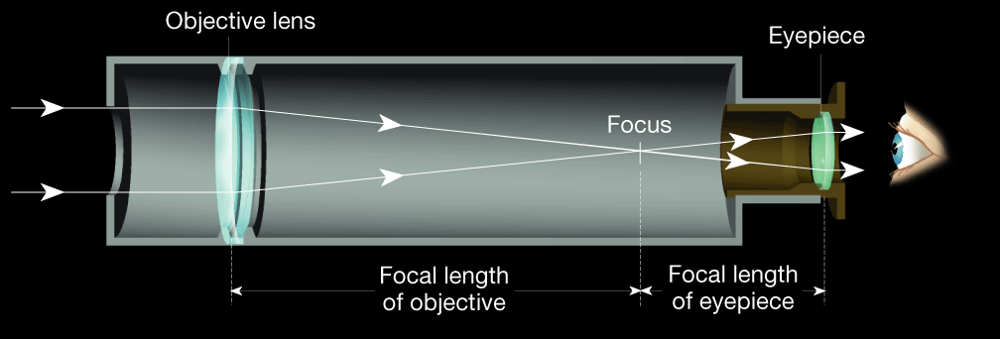 Objective lens
Eyepiece
Focus
Focal length
of objective
Focal length
of eyepiece